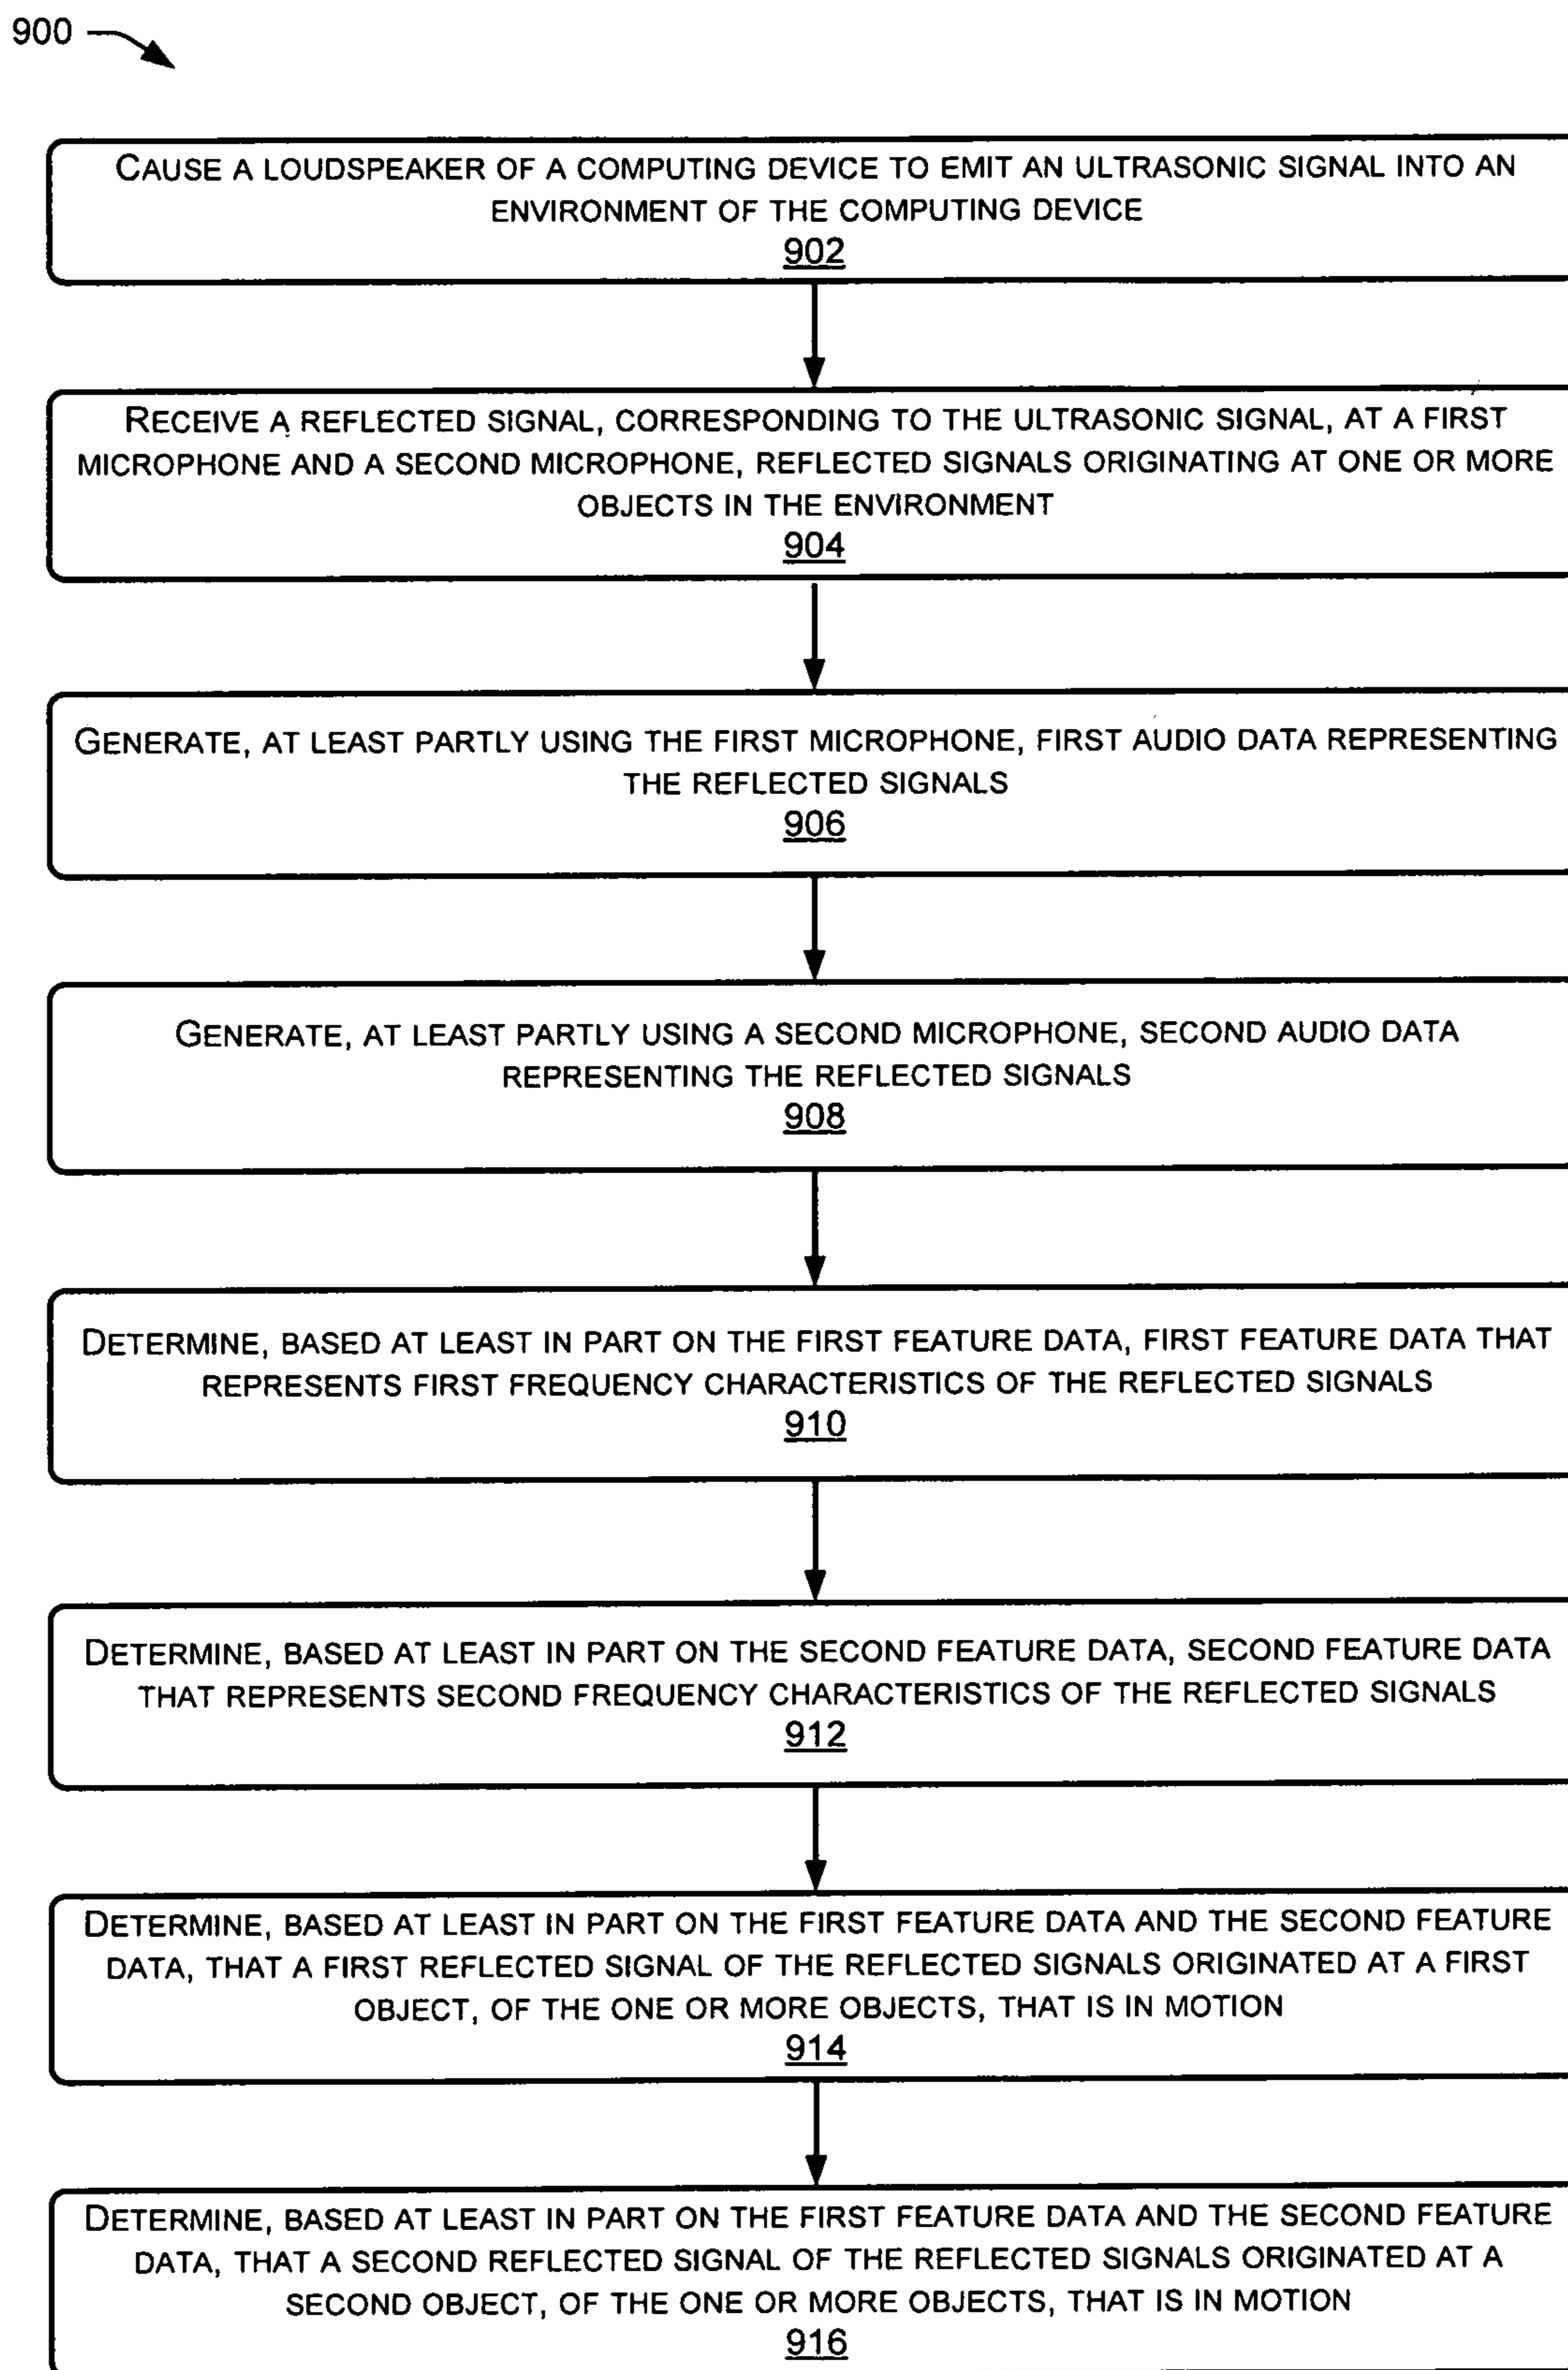 900
CAUSE A LOUDSPEAKER OF A COMPUTING DEVICE TO EMIT AN ULTRASONIC SIGNAL INTO AN
ENVIRONMENT OF THE COMPUTING DEVICE
902
RECEIVE A REFLECTED SIGNAL, CORRESPONDING TO THE ULTRASONIC SIGNAL, AT A FIRST
MICROPHONE AND A SECOND MICROPHONE, REFLECTED SIGNALS ORIGINATING AT ONE OR MORE
OBJECTS IN THE ENVIRONMENT
904
GENERATE, AT LEAST PARTLY USING THE FIRST MICROPHONE, FIRST AUDIO DATA REPRESENTING
THE REFLECTED SIGNALS
906
GENERATE, AT LEAST PARTLY USING A SECOND MICROPHONE, SECOND AUDIO DATA
REPRESENTING THE REFLECTED SIGNALS
908
DETERMINE, BASED AT LEAST IN PART ON THE FIRST FEATURE DATA, FIRST FEATURE DATA THAT
REPRESENTS FIRST FREQUENCY CHARACTERISTICS OF THE REFLECTED SIGNALS
910
DETERMINE, BASED AT LEAST IN PART ON THE SECOND FEATURE DATA, SECOND FEATURE DATA
THAT REPRESENTS SECOND FREQUENCY CHARACTERISTICS OF THE REFLECTED SIGNALS
912
DETERMINE, BASED AT LEAST IN PART ON THE FIRST FEATURE DATA AND THE SECOND FEATURE
DATA, THAT A FIRST REFLECTED SIGNAL OF THE REFLECTED SIGNALS ORIGINATED AT A FIRST
OBJECT, OF THE ONE OR MORE OBJECTS, THAT IS IN MOTION
914
DETERMINE, BASED AT LEAST IN PART ON THE FIRST FEATURE DATA AND THE SECOND FEATURE
DATA, THAT A SECOND REFLECTED SIGNAL OF THE REFLECTED SIGNALS ORIGINATED AT A
SECOND OBJECT, OF THE ONE OR MORE OBJECTS, THAT IS IN MOTION
916